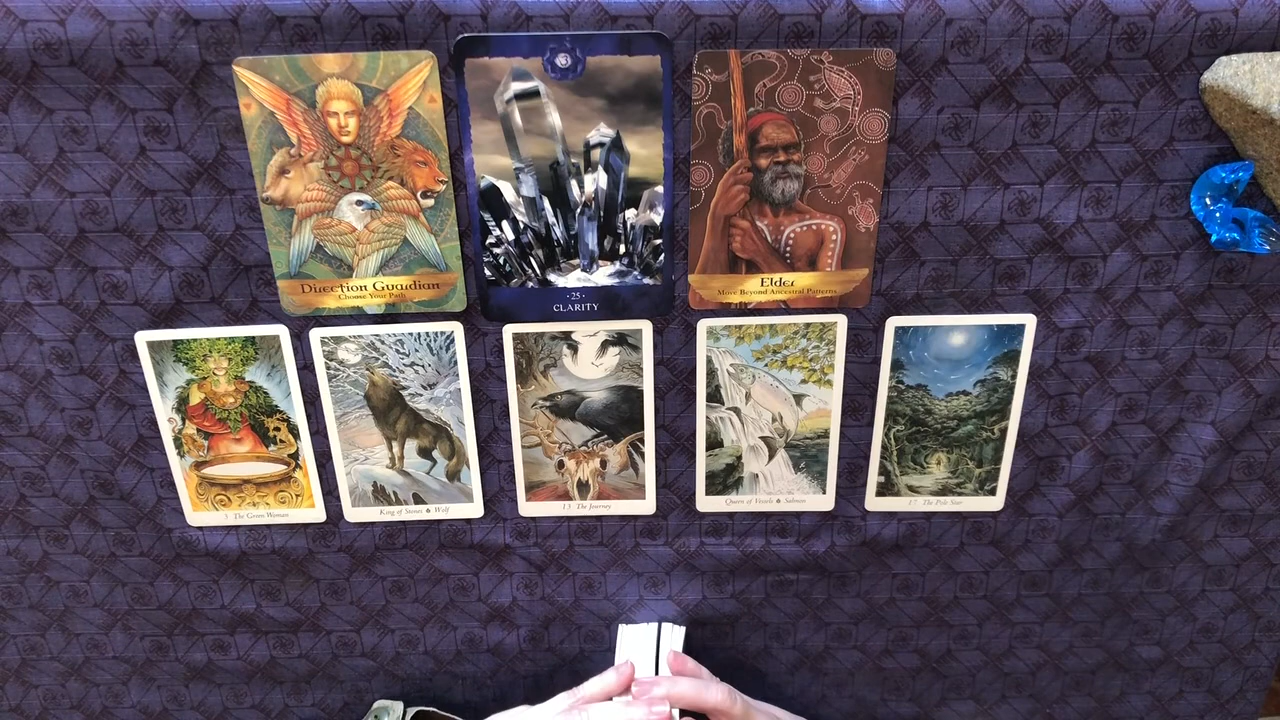 Direction Guardian
Choose Your Path
· 25 ·
CLARITY
Elder
Move Beyond Ancestral Patterns
3 The Green Woman
King of Stones Wolf
13 The Journey
Queen of Vessels Salmon
17 The Pole Star